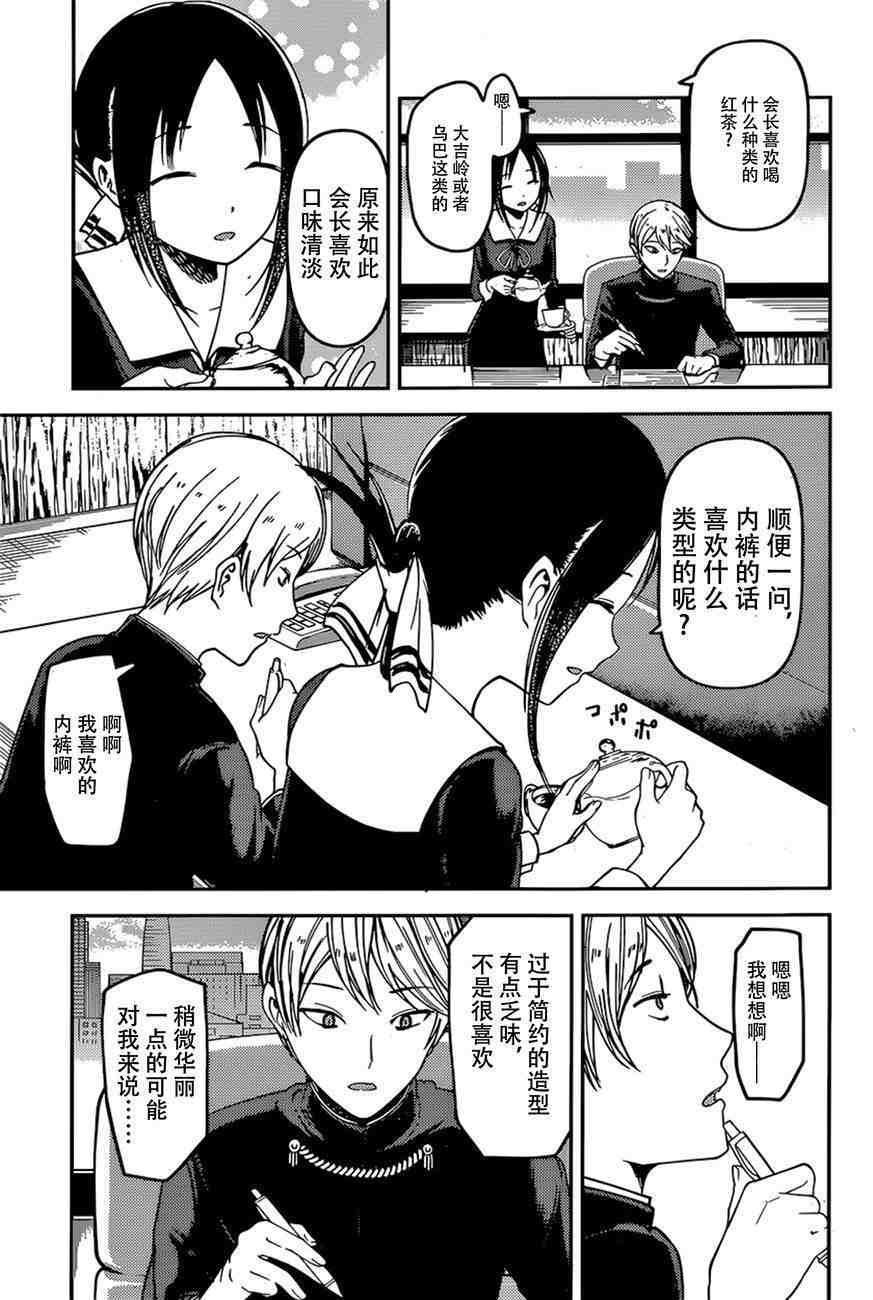 会长喜欢喝
什么种类的
红茶?
嗯——
大吉岭或者
乌巴这类的
原来如此
会长喜欢
口味清淡
顺便一问,
内裤的话
喜欢什么
类型的呢?
コポポ
啊啊
我喜欢的
内裤啊
嗯嗯
我想想啊——
过于简约的造型
有点乏味,
不是很喜欢
稍微华丽
一点的可能
对我来说……